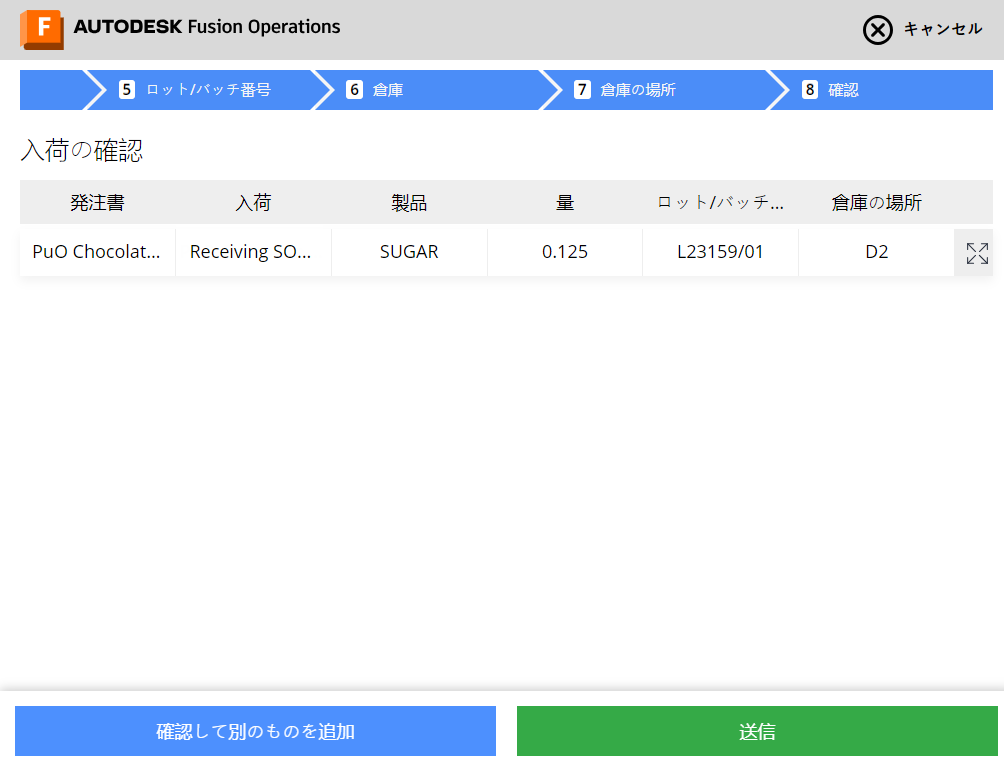 F AUTODESK Fusion Operations
キャンセル
5 ロット/バッチ番号 6 倉庫 7 倉庫の場所 8 確認
入荷の確認
発注書 入荷 製品 量 ロット/バッチ... 倉庫の場所
PuO Chocolat... Receiving SO... SUGAR 0.125 L23159/01 D2
確認して別のものを追加 送信